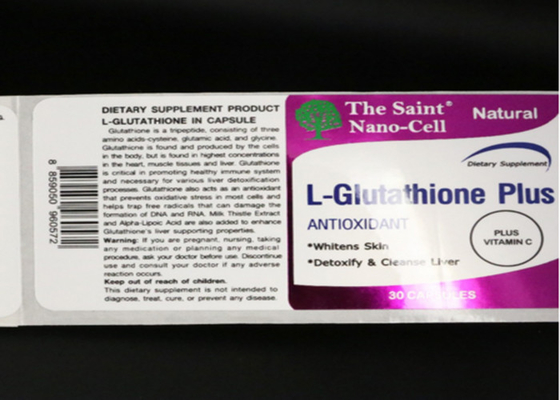 8 859050 960572
DIETARY SUPPLEMENT PRODUCT
L-GLUTATHIONE IN CAPSULE
Glutathione is a tripeptide, consisting of three
amino acids-cysteine, glutamic acid, and glycine.
Glutathione is found and produced by the cells
in the body, but is found in highest concentrations
in the heart, muscle tissues and liver. Glutathione
is critical in promoting healthy immune system
and necessary for various liver detoxification
processes. Glutathione also acts as an antioxidant
that prevents oxidative stress in most cells and
helps trap free radicals that can damage the
formation of DNA and RNA. Milk Thistle Extract
and Alpha-Lipoic Acid are also added to enhance
Glutathione's liver supporting properties.
Warning: If you are pregnant, nursing, taking
any medication or planning any medical
procedure, ask your doctor before use. Discontinue
use and consult your doctor if any adverse
reaction occurs.
Keep out of reach of children.
This dietary supplement is not intended to
diagnose, treat, cure, or prevent any disease.
The Saint®
Nano-Cell
Natural
Dietary Supplement
L-Glutathione Plus
ANTIOXIDANT
*Whitens Skin
*Detoxify & Cleanse Liver
PLUS
VITAMIN C
30 CAPSULES